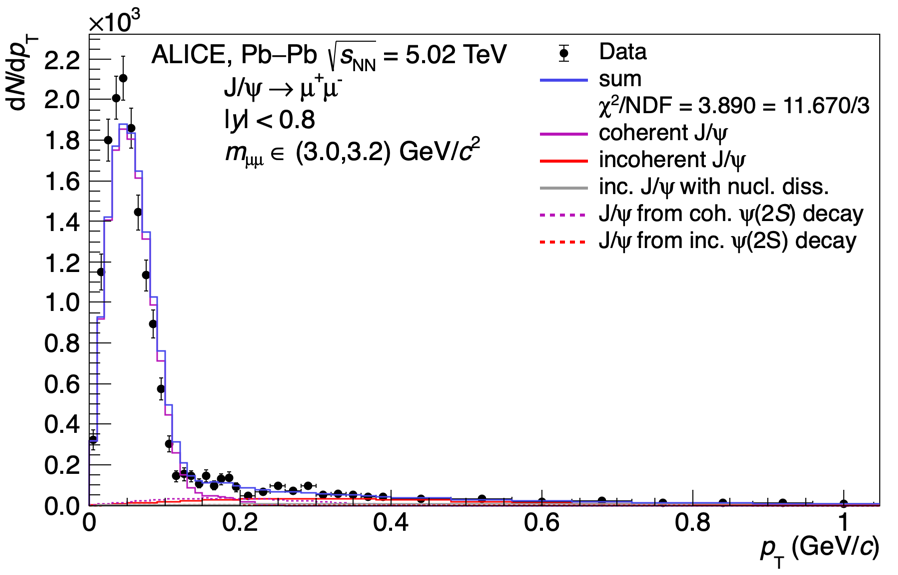 ×10³
dN/dp_T
2.2
2.0
1.8
1.6
1.4
1.2
1.0
0.8
0.6
0.4
0.2
0.0
ALICE, Pb–Pb √s_NN = 5.02 TeV
J/ψ → μ⁺μ⁻
|y| < 0.8
m_μμ ∈ (3.0,3.2) GeV/c²
Data
sum
χ²/NDF = 3.890 = 11.670/3
coherent J/ψ
incoherent J/ψ
inc. J/ψ with nucl. diss.
J/ψ from coh. ψ(2S) decay
J/ψ from inc. ψ(2S) decay
0 0.2 0.4 0.6 0.8 1
p_T (GeV/c)